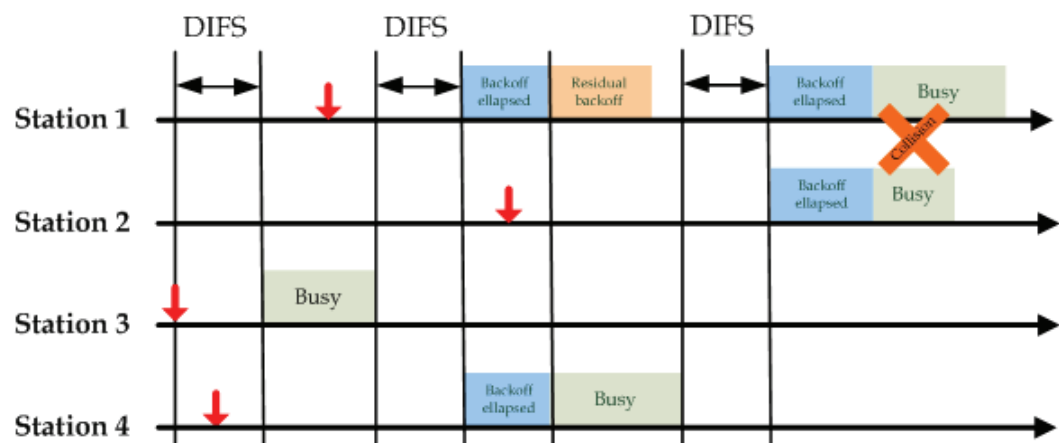 DIFS DIFS DIFS
Backoff ellapsed
Residual backoff
Backoff ellapsed
Busy
Station 1
Collision
Backoff ellapsed
Busy
Station 2
Busy
Station 3
Backoff ellapsed
Busy
Station 4